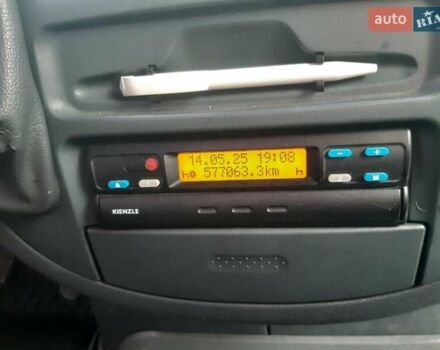 auto RIA
14.05.25 19:08
h 577063.3km h
- +
M
KIENZLE